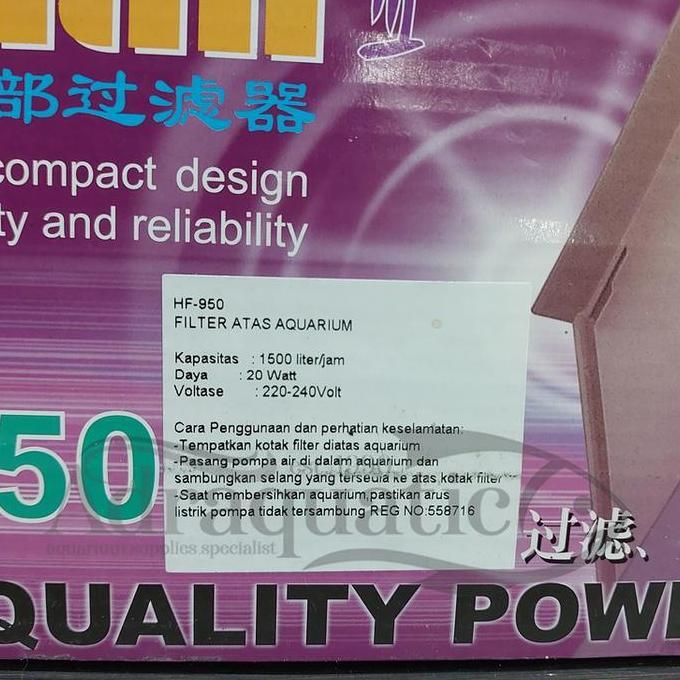 部过滤器
compact design
ty and reliability
HF-950
FILTER ATAS AQUARIUM
Kapasitas : 1500 liter/jam
Daya : 20 Watt
Voltase : 220-240Volt
Cara Penggunaan dan perhatian keselamatan:
-Tempatkan kotak filter diatas aquarium
-Pasang pompa air di dalam aquarium dan
sambungkan selang yang tersedia ke atas kotak filter
-Saat membersihkan aquarium,pastikan arus
listrik pompa tidak tersambung REG NO:558716
50
aquarium supplies specialist
过滤、
QUALITY POWE